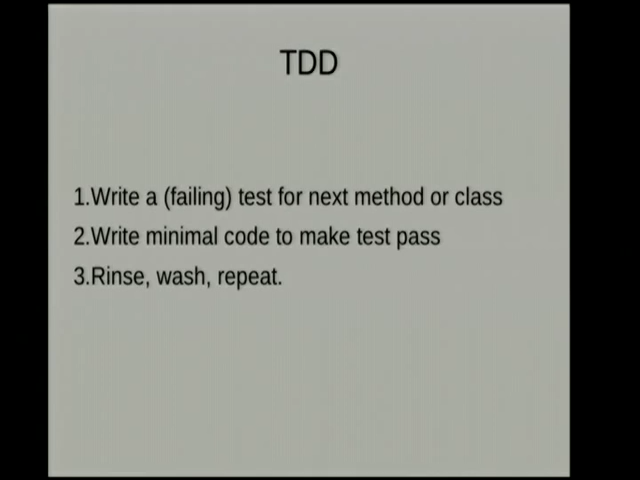 TDD
1.Write a (failing) test for next method or class
2.Write minimal code to make test pass
3.Rinse, wash, repeat.